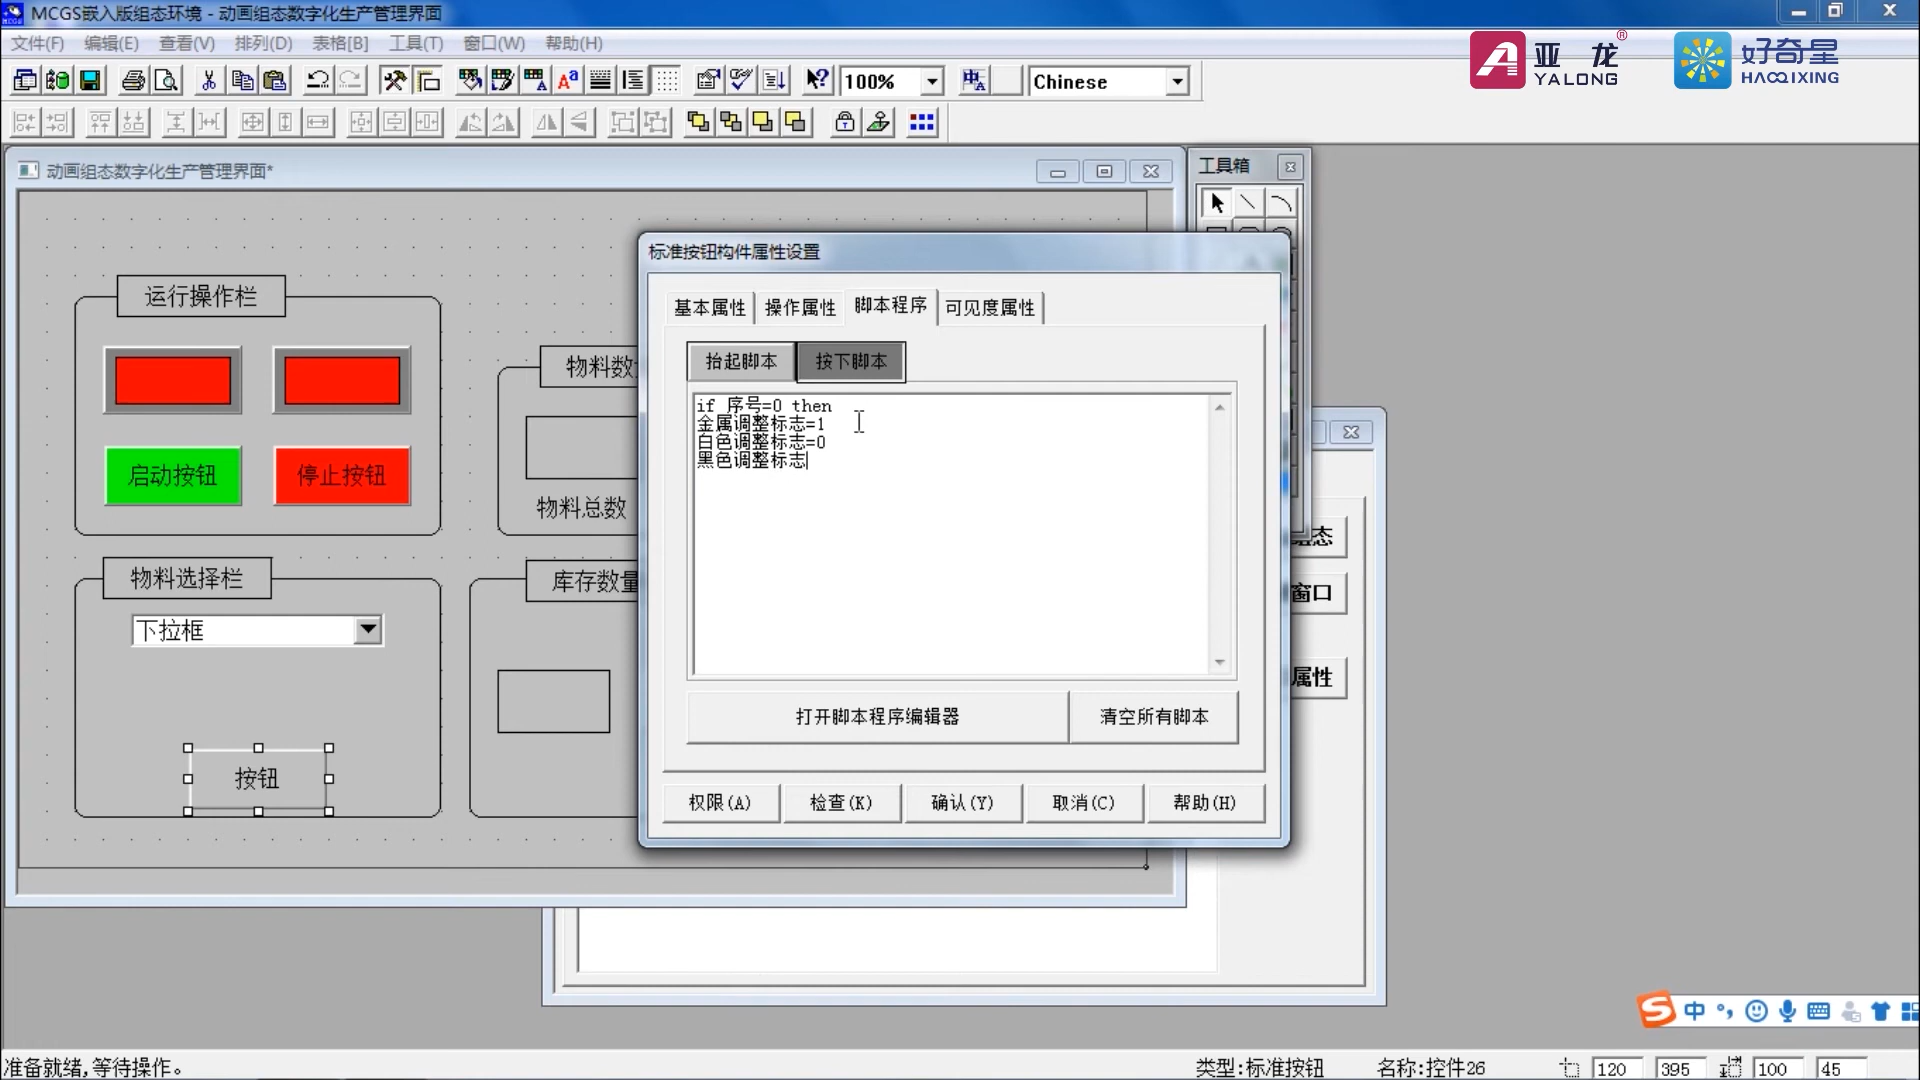 MCGS嵌入版组态环境 - 动画组态数字化生产管理界面
文件(F) 编辑(E) 查看(V) 排列(D) 表格[B] 工具(T) 窗口(W) 帮助(H)
亚龙®
YALONG
好奇星
HAOQIXING
100%
Chinese
动画组态数字化生产管理界面*
工具箱
运行操作栏
启动按钮
停止按钮
物料数
物料总数
物料选择栏
下拉框
按钮
库存数量
标准按钮构件属性设置
基本属性 操作属性 脚本程序 可见度属性
抬起脚本 按下脚本
if 序号=0 then
金属调整标志=1
白色调整标志=0
黑色调整标志
打开脚本程序编辑器 清空所有脚本
权限(A) 检查(K) 确认(Y) 取消(C) 帮助(H)
组态
窗口
属性
中
准备就绪,等待操作。
类型:标准按钮 名称:控件26 120 395 100 45